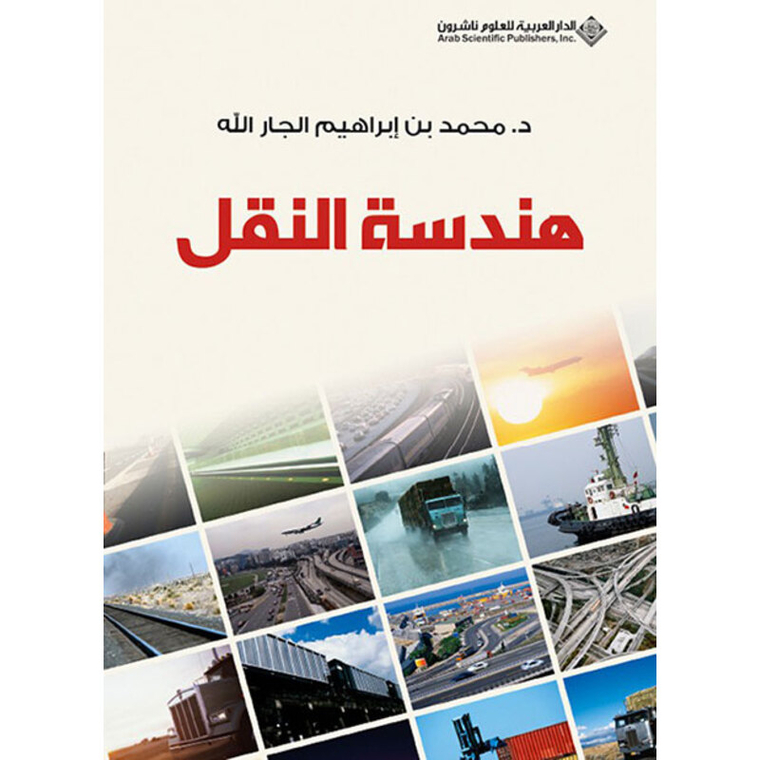 الدار العربية للعلوم ناشرون
Arab Scientific Publishers, Inc.
د. محمد بن إبراهيم الجار الله
هندسة النقل